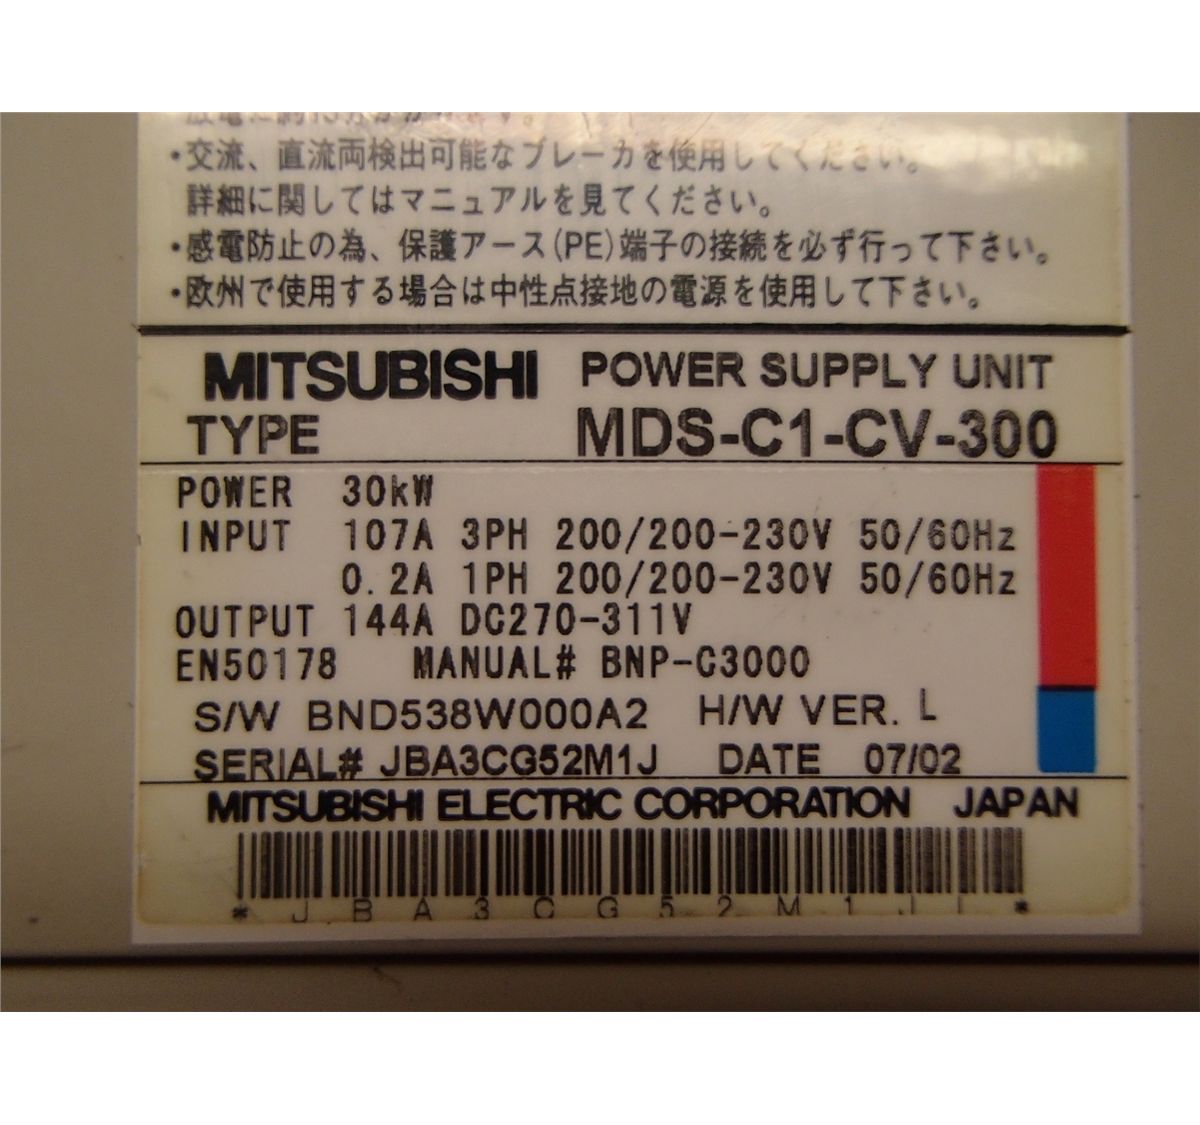 ・交流、直流両検出可能なブレーカを使用してください。
詳細に関してはマニュアルを見てください。
・感電防止の為、保護アース(PE)端子の接続を必ず行って下さい。
・欧州で使用する場合は中性点接地の電源を使用して下さい。
MITSUBISHI POWER SUPPLY UNIT
TYPE MDS-C1-CV-300
POWER 30kW
INPUT 107A 3PH 200/200-230V 50/60Hz
0.2A 1PH 200/200-230V 50/60Hz
OUTPUT 144A DC270-311V
EN50178 MANUAL# BNP-C3000
S/W BND538W000A2 H/W VER. L
SERIAL# JBA3CG52M1J DATE 07/02
MITSUBISHI ELECTRIC CORPORATION JAPAN
* J B A 3 C G 5 2 M 1 J L *